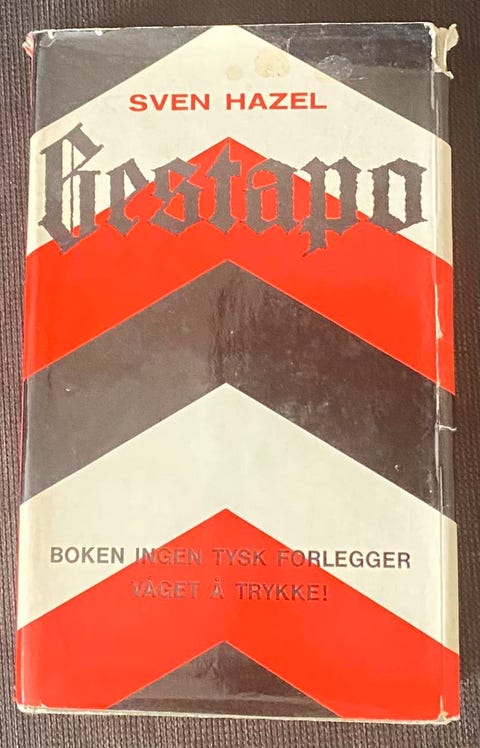 SVEN HAZEL
Gestapo
BOKEN INGEN TYSK FORLEGGER
VÅGET Å TRYKKE!